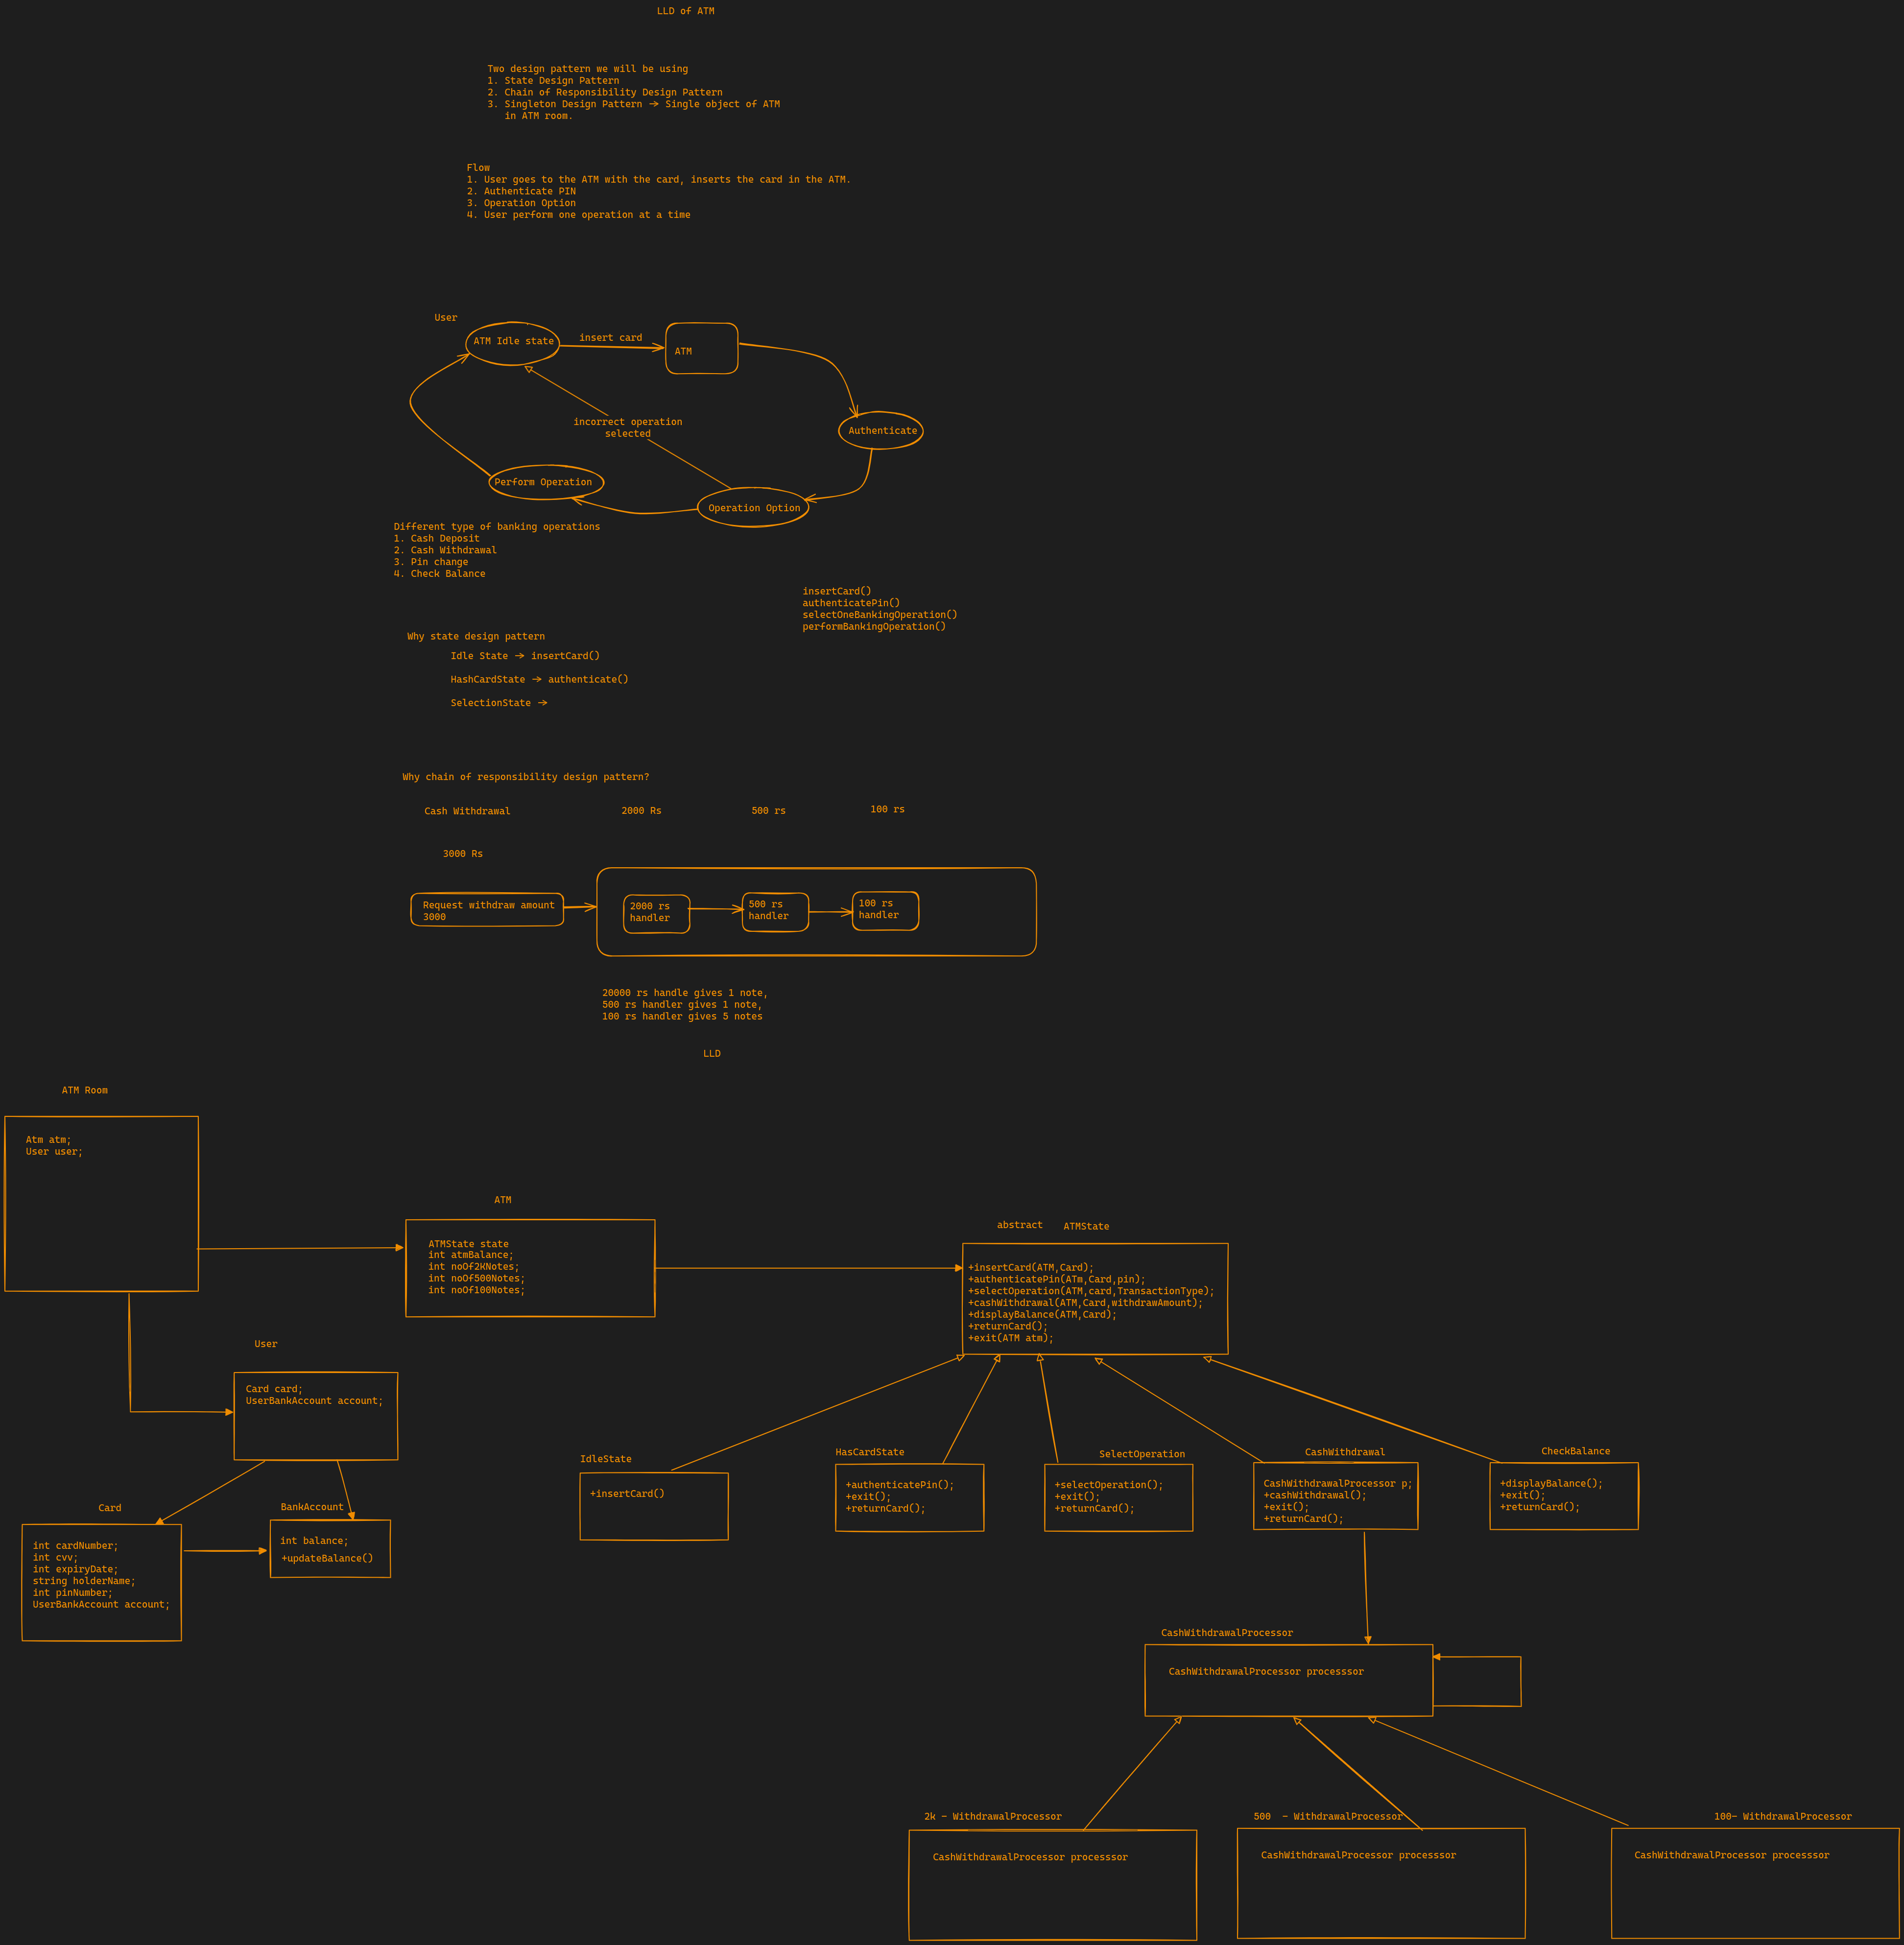 LLD of ATM
Two design pattern we will be using
1. State Design Pattern
2. Chain of Responsibility Design Pattern
3. Singleton Design Pattern -> Single object of ATM
in ATM room.
Flow
1. User goes to the ATM with the card, inserts the card in the ATM.
2. Authenticate PIN
3. Operation Option
4. User perform one operation at a time
User
ATM Idle state
insert card
ATM
incorrect operation
selected
Authenticate
Perform Operation
Operation Option
Different type of banking operations
1. Cash Deposit
2. Cash Withdrawal
3. Pin change
4. Check Balance
insertCard()
authenticatePin()
selectOneBankingOperation()
performBankingOperation()
Why state design pattern
Idle State -> insertCard()
HashCardState -> authenticate()
SelectionState ->
Why chain of responsibility design pattern?
Cash Withdrawal
2000 Rs
500 rs
100 rs
3000 Rs
Request withdraw amount
3000
2000 rs
handler
500 rs
handler
100 rs
handler
20000 rs handle gives 1 note,
500 rs handler gives 1 note,
100 rs handler gives 5 notes
LLD
ATM Room
Atm atm;
User user;
ATM
ATMState state
int atmBalance;
int noOf2KNotes;
int noOf500Notes;
int noOf100Notes;
abstract
ATMState
+insertCard(ATM,Card);
+authenticatePin(ATm,Card,pin);
+selectOperation(ATM,card,TransactionType);
+cashWithdrawal(ATM,Card,withdrawAmount);
+displayBalance(ATM,Card);
+returnCard();
+exit(ATM atm);
User
Card card;
UserBankAccount account;
IdleState
+insertCard()
HasCardState
+authenticatePin();
+exit();
+returnCard();
SelectOperation
+selectOperation();
+exit();
+returnCard();
CashWithdrawal
CashWithdrawalProcessor p;
+cashWithdrawal();
+exit();
+returnCard();
CheckBalance
+displayBalance();
+exit();
+returnCard();
Card
int cardNumber;
int cvv;
int expiryDate;
string holderName;
int pinNumber;
UserBankAccount account;
BankAccount
int balance;
+updateBalance()
CashWithdrawalProcessor
CashWithdrawalProcessor processsor
2k - WithdrawalProcessor
CashWithdrawalProcessor processsor
500  - WithdrawalProcessor
CashWithdrawalProcessor processsor
100- WithdrawalProcessor
CashWithdrawalProcessor processsor